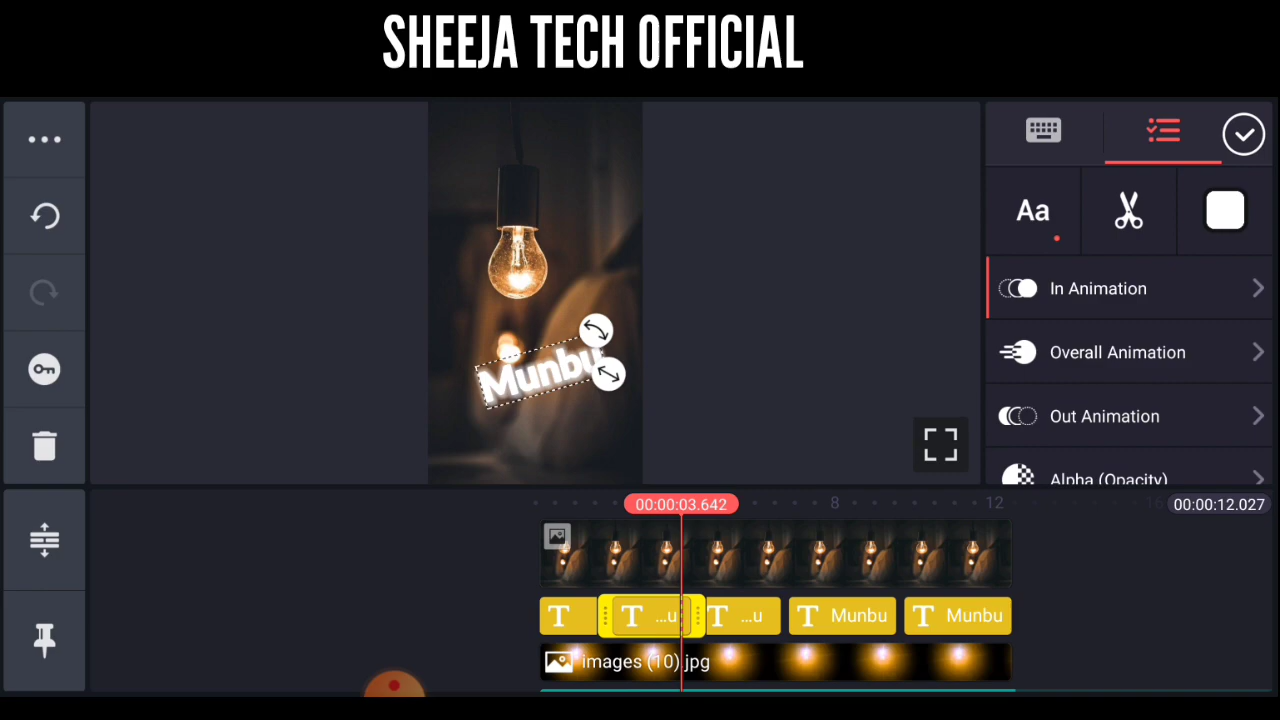 SHEEJA TECH OFFICIAL
Aa
In Animation
Overall Animation
Out Animation
Alpha (Opacity)
Munbu
00:00:03.642
8
12
16
00:00:12.027
T
T ...u
T ...u
T Munbu
T Munbu
images (10).jpg